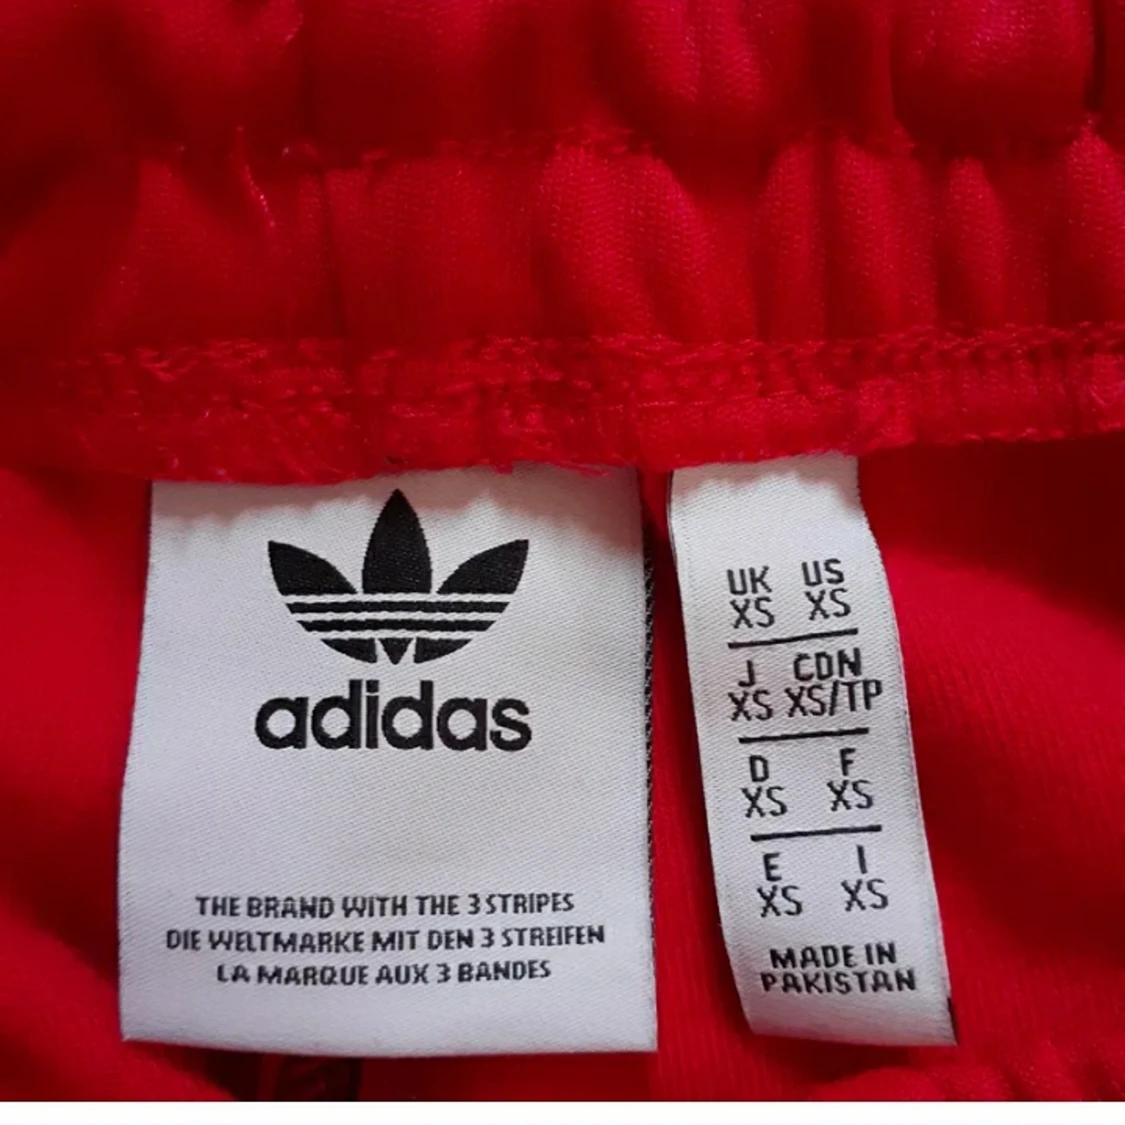 adidas
THE BRAND WITH THE 3 STRIPES
DIE WELTMARKE MIT DEN 3 STREIFEN
LA MARQUE AUX 3 BANDES
UK US
XS XS
J CDN
XS XS/TP
D F
XS XS
E I
XS XS
MADE IN
PAKISTAN